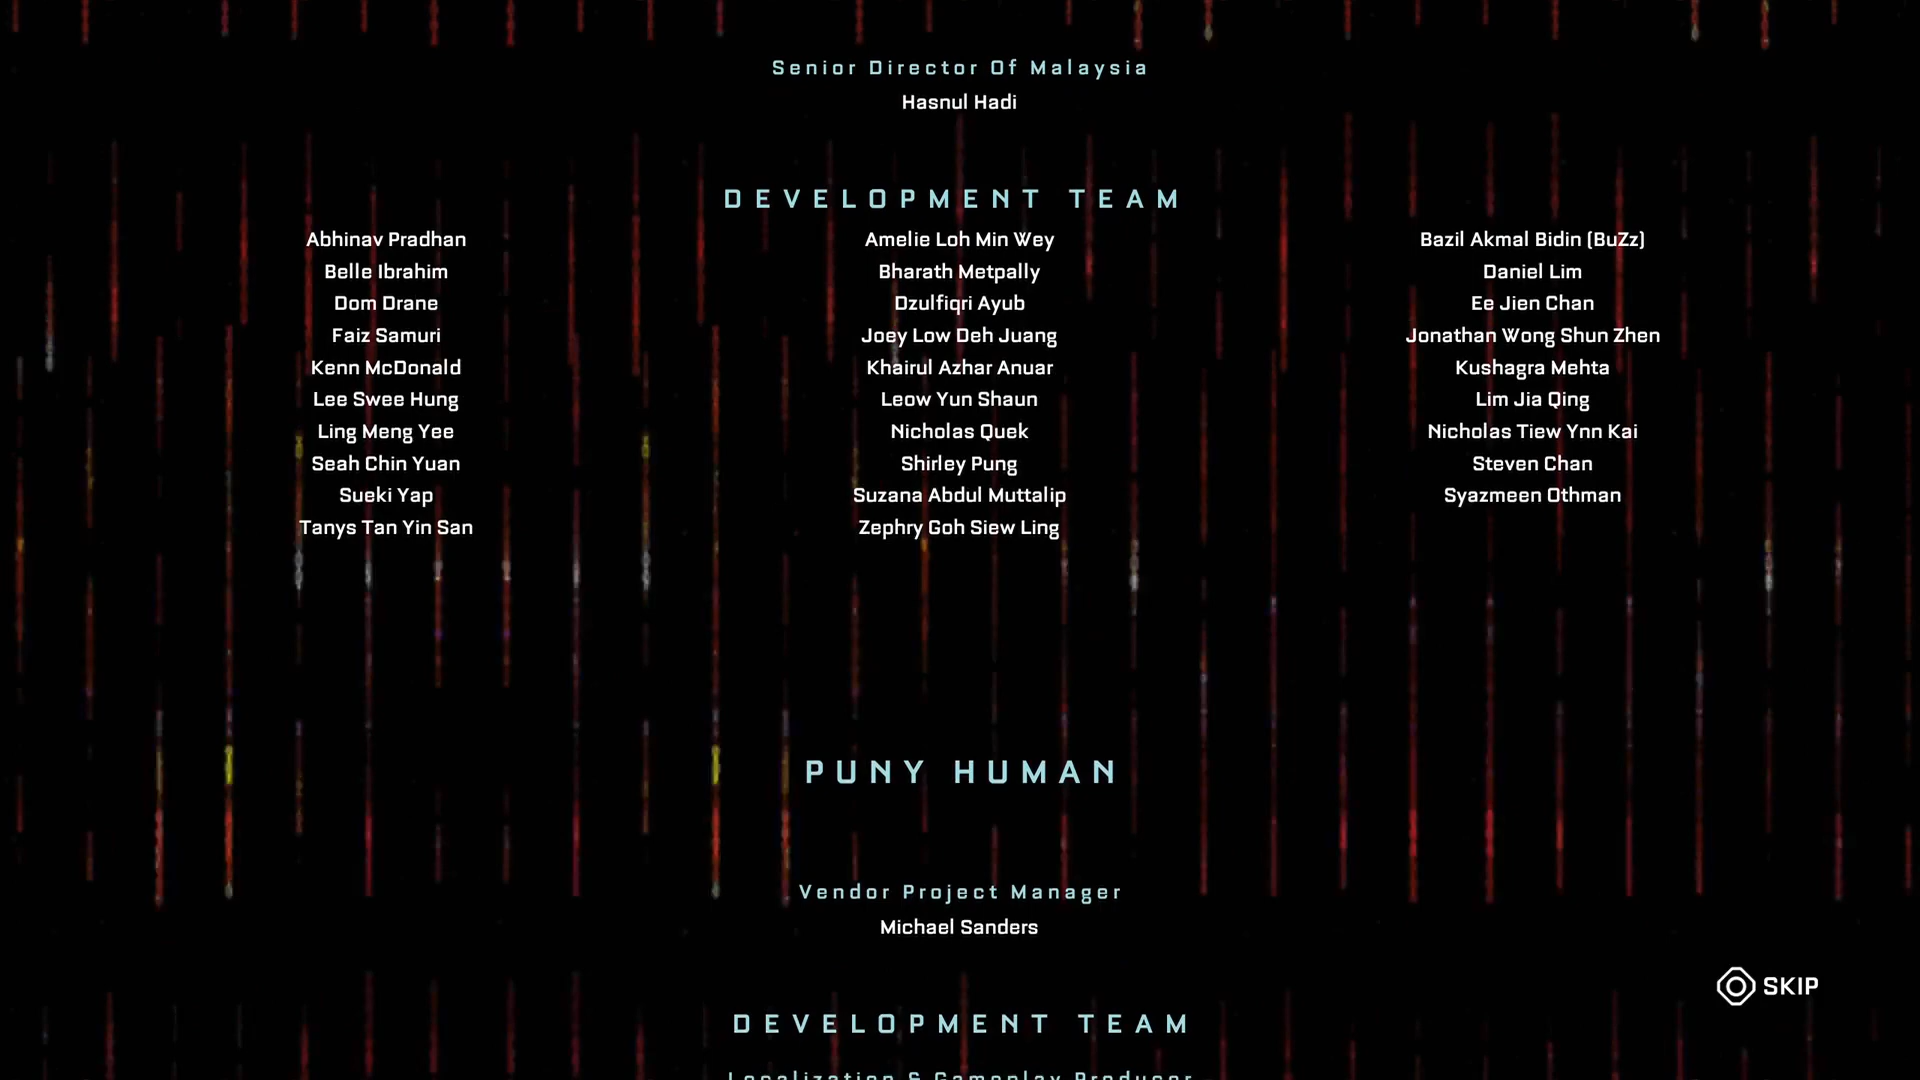 Senior Director Of Malaysia
Hasnul Hadi
DEVELOPMENT TEAM
Abhinav Pradhan Amelie Loh Min Wey Bazil Akmal Bidin (BuZz)
Belle Ibrahim Bharath Metpally Daniel Lim
Dom Drane Dzulfiqri Ayub Ee Jien Chan
Faiz Samuri Joey Low Deh Juang Jonathan Wong Shun Zhen
Kenn McDonald Khairul Azhar Anuar Kushagra Mehta
Lee Swee Hung Leow Yun Shaun Lim Jia Qing
Ling Meng Yee Nicholas Quek Nicholas Tiew Ynn Kai
Seah Chin Yuan Shirley Pung Steven Chan
Sueki Yap Suzana Abdul Muttalip Syazmeen Othman
Tanys Tan Yin San Zephry Goh Siew Ling
PUNY HUMAN
Vendor Project Manager
Michael Sanders
SKIP
DEVELOPMENT TEAM
Localization & Gameplay Producer